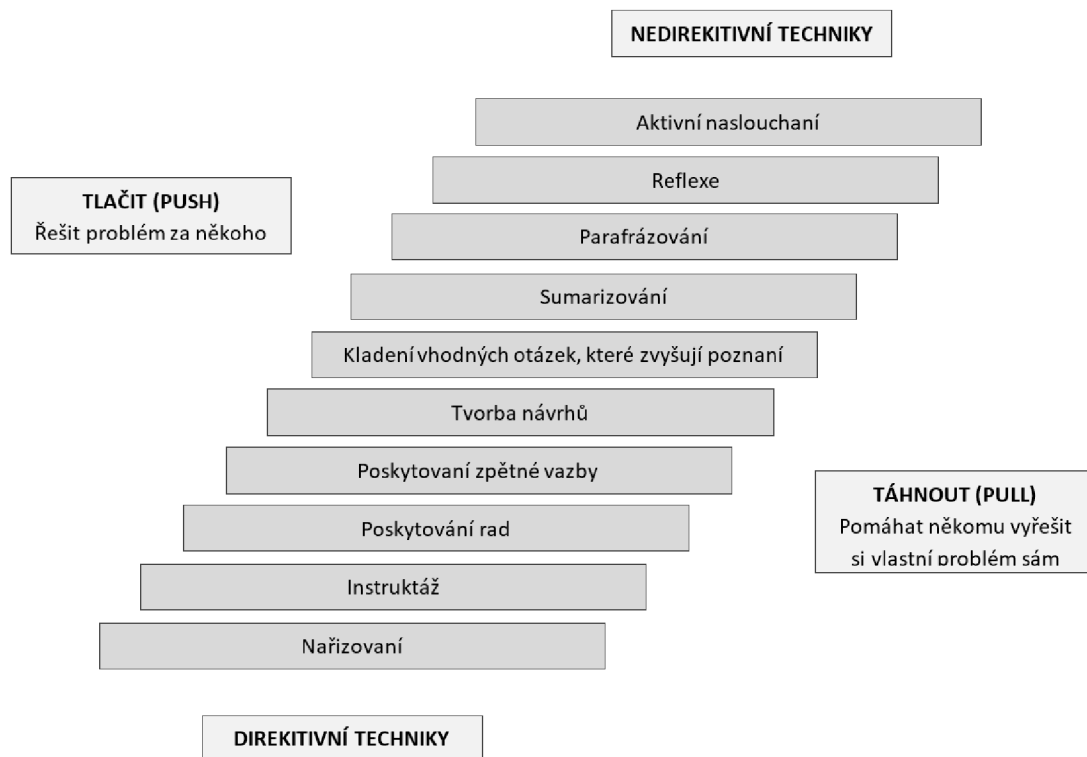 NEDIREKITIVNÍ TECHNIKY
Aktivní naslouchaní
Reflexe
TLAČIT (PUSH)
Řešit problém za někoho
Parafrázování
Sumarizování
Kladení vhodných otázek, které zvyšují poznaní
Tvorba návrhů
Poskytovaní zpětné vazby
TÁHNOUT (PULL)
Pomáhat někomu vyřešit
si vlastní problém sám
Poskytování rad
Instruktáž
Nařizovaní
DIREKITIVNÍ TECHNIKY